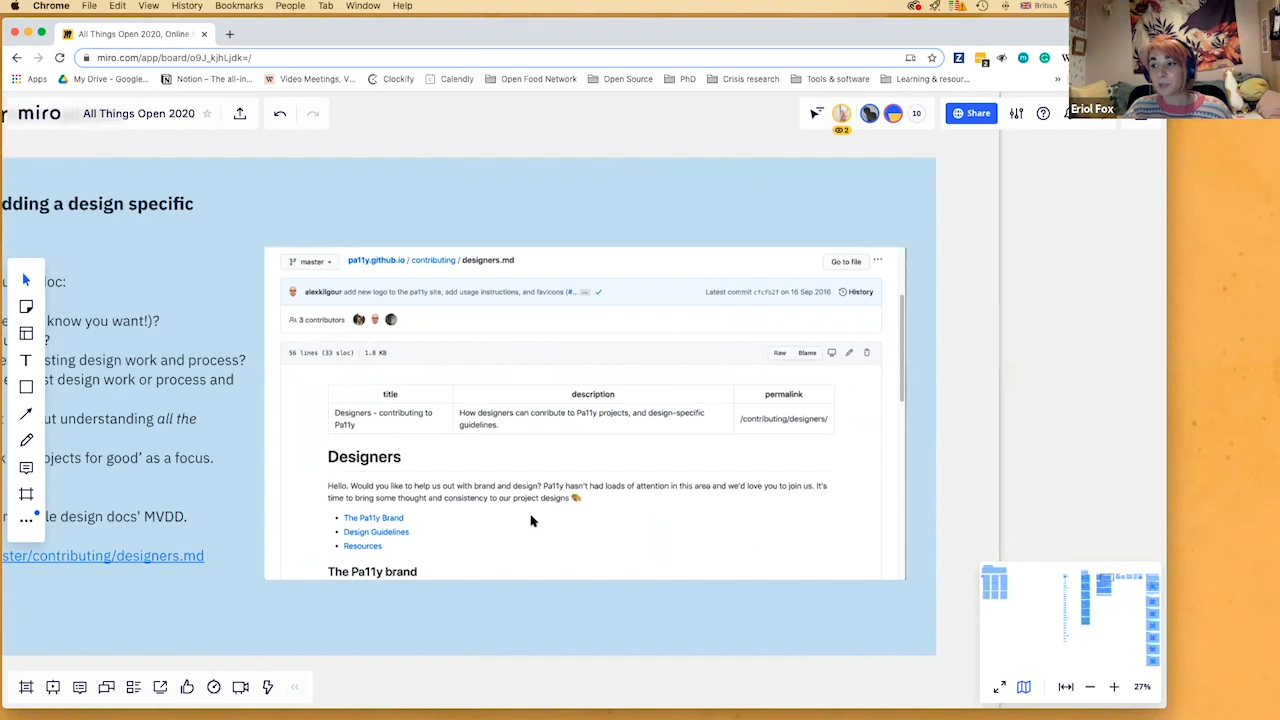 Chrome File Edit View History Bookmarks People Tab Window Help British
All Things Open 2020, Online
miro.com/app/board/o9J_kjhLjdk=/
Apps My Drive - Google... Notion – The all-in... Video Meetings, V... Clockify Calendly Open Food Network Open Source PhD Crisis research Tools & software Learning & resour... »
Eriol Fox
miro All Things Open 2020 10 Share
2
dding a design specific
doc:
know you want!)?
sting design work and process?
st design work or process and
ut understanding all the
ojects for good' as a focus.
le design docs' MVDD.
ster/contributing/designers.md
master pa11y.github.io / contributing / designers.md Go to file ...
alexkilgour add new logo to the pa11y site, add usage instructions, and favicons (#... Latest commit cfcfb2f on 16 Sep 2016 History
3 contributors
56 lines (33 sloc) 1.8 KB Raw Blame
title description permalink
Designers - contributing to Pa11y
How designers can conribute to Pa11y projects, and design-specific guidelines.
/contributing/designers/
Designers
Hello. Would you like to help us out with brand and design? Pa11y hasn't had loads of attention in this area and we'd love you to join us. It's
time to bring some thought and consistency to our project designs 🎨
• The Pa11y Brand
• Design Guidelines
• Resources
The Pa11y brand
27%